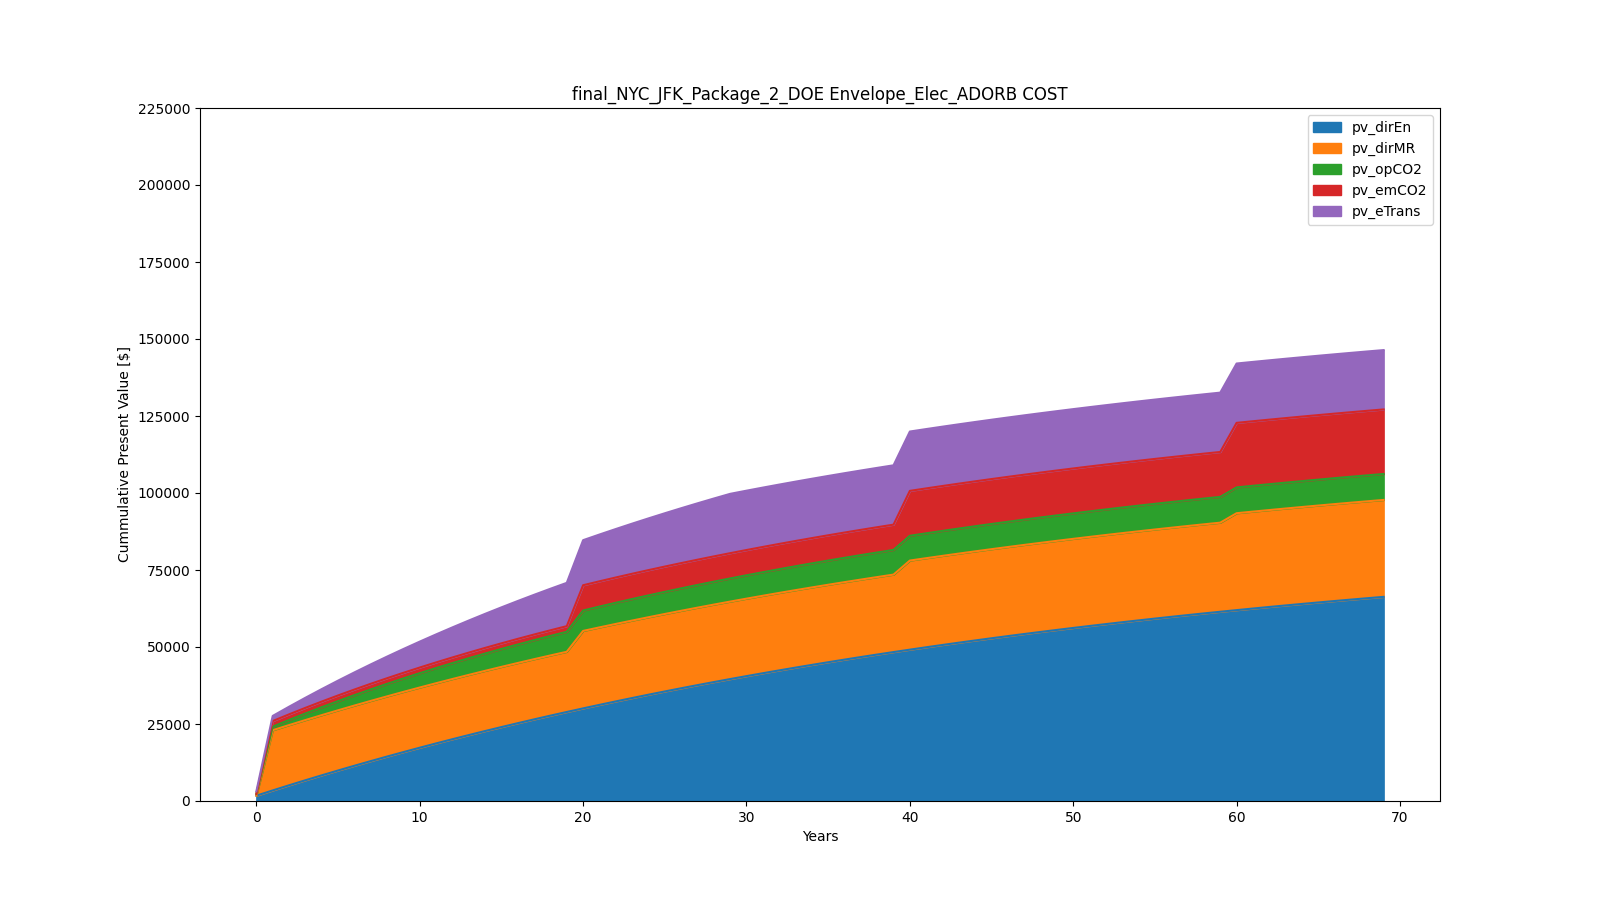 final_NYC_JFK_Package_2_DOE Envelope_Elec_ADORB COST
225000
200000
175000
150000
125000
100000
75000
50000
25000
0
Cummulative Present Value [$]
pv_dirEn
pv_dirMR
pv_opCO2
pv_emCO2
pv_eTrans
0 10 20 30 40 50 60 70
Years